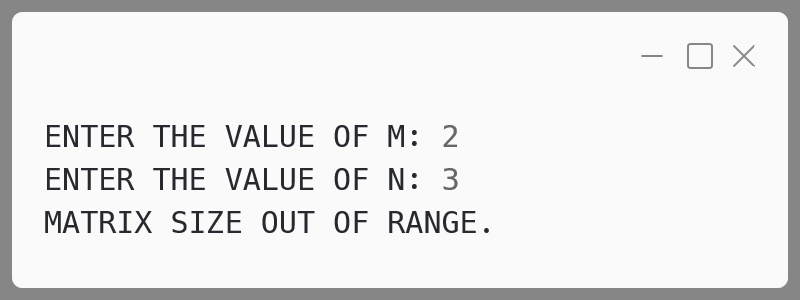 ENTER THE VALUE OF M: 2
ENTER THE VALUE OF N: 3
MATRIX SIZE OUT OF RANGE.